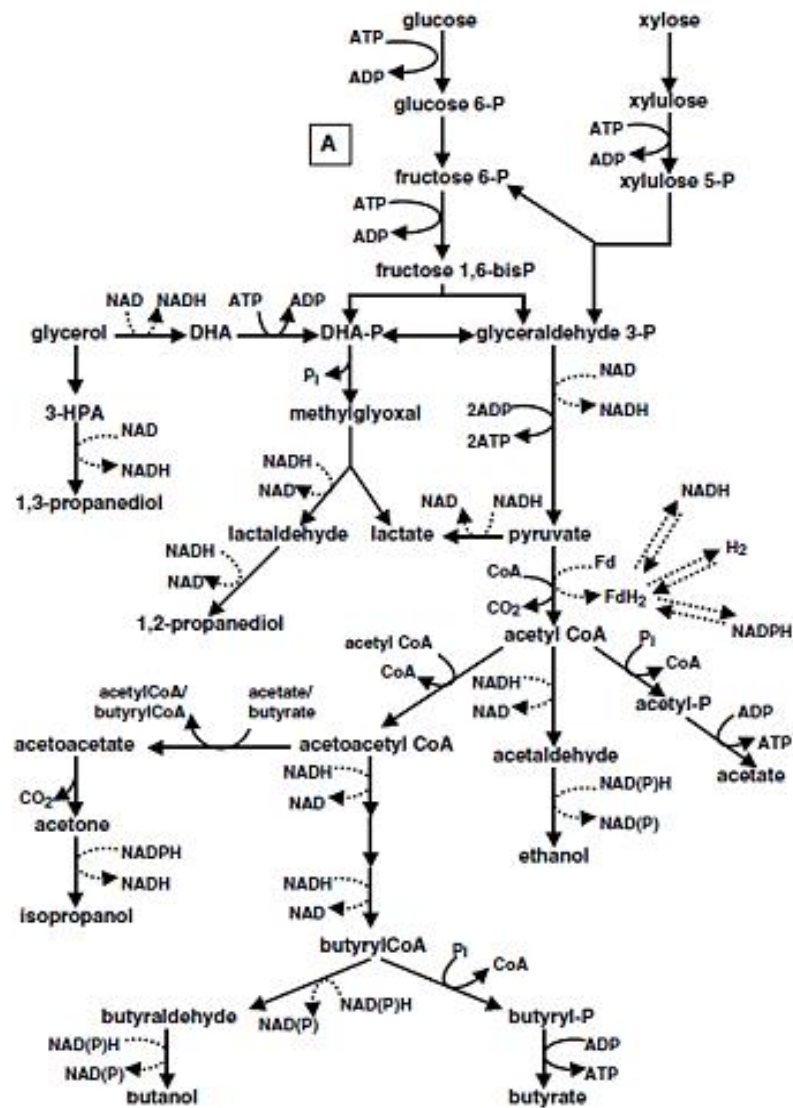 glucose
xylose
ATP
ADP
glucose 6-P
xylulose
A
ATP
ADP
fructose 6-P
xylulose 5-P
ATP
ADP
fructose 1,6-bisP
NAD
NADH
ATP
ADP
glycerol
DHA
DHA-P
glyceraldehyde 3-P
Pi
NAD
NADH
3-HPA
methylglyoxal
2ADP
2ATP
NAD
NADH
NADH
NAD
1,3-propanediol
NAD
NADH
NADH
lactaldehyde
lactate
pyruvate
H2
NADH
NAD
CoA
Fd
FdH2
CO2
NADPH
1,2-propanediol
acetyl CoA
acetyl CoA
CoA
NADH
NAD
Pi
CoA
acetyl-P
acetylCoA/
butyrylCoA
acetate/
butyrate
ADP
ATP
acetoacetate
acetoacetyl CoA
acetaldehyde
acetate
CO2
NADH
NAD
NAD(P)H
NAD(P)
acetone
NADPH
NADH
ethanol
isopropanol
NADH
NAD
butyrylCoA
Pi
CoA
NAD(P)H
NAD(P)
butyraldehyde
butyryl-P
NAD(P)H
NAD(P)
ADP
ATP
butanol
butyrate